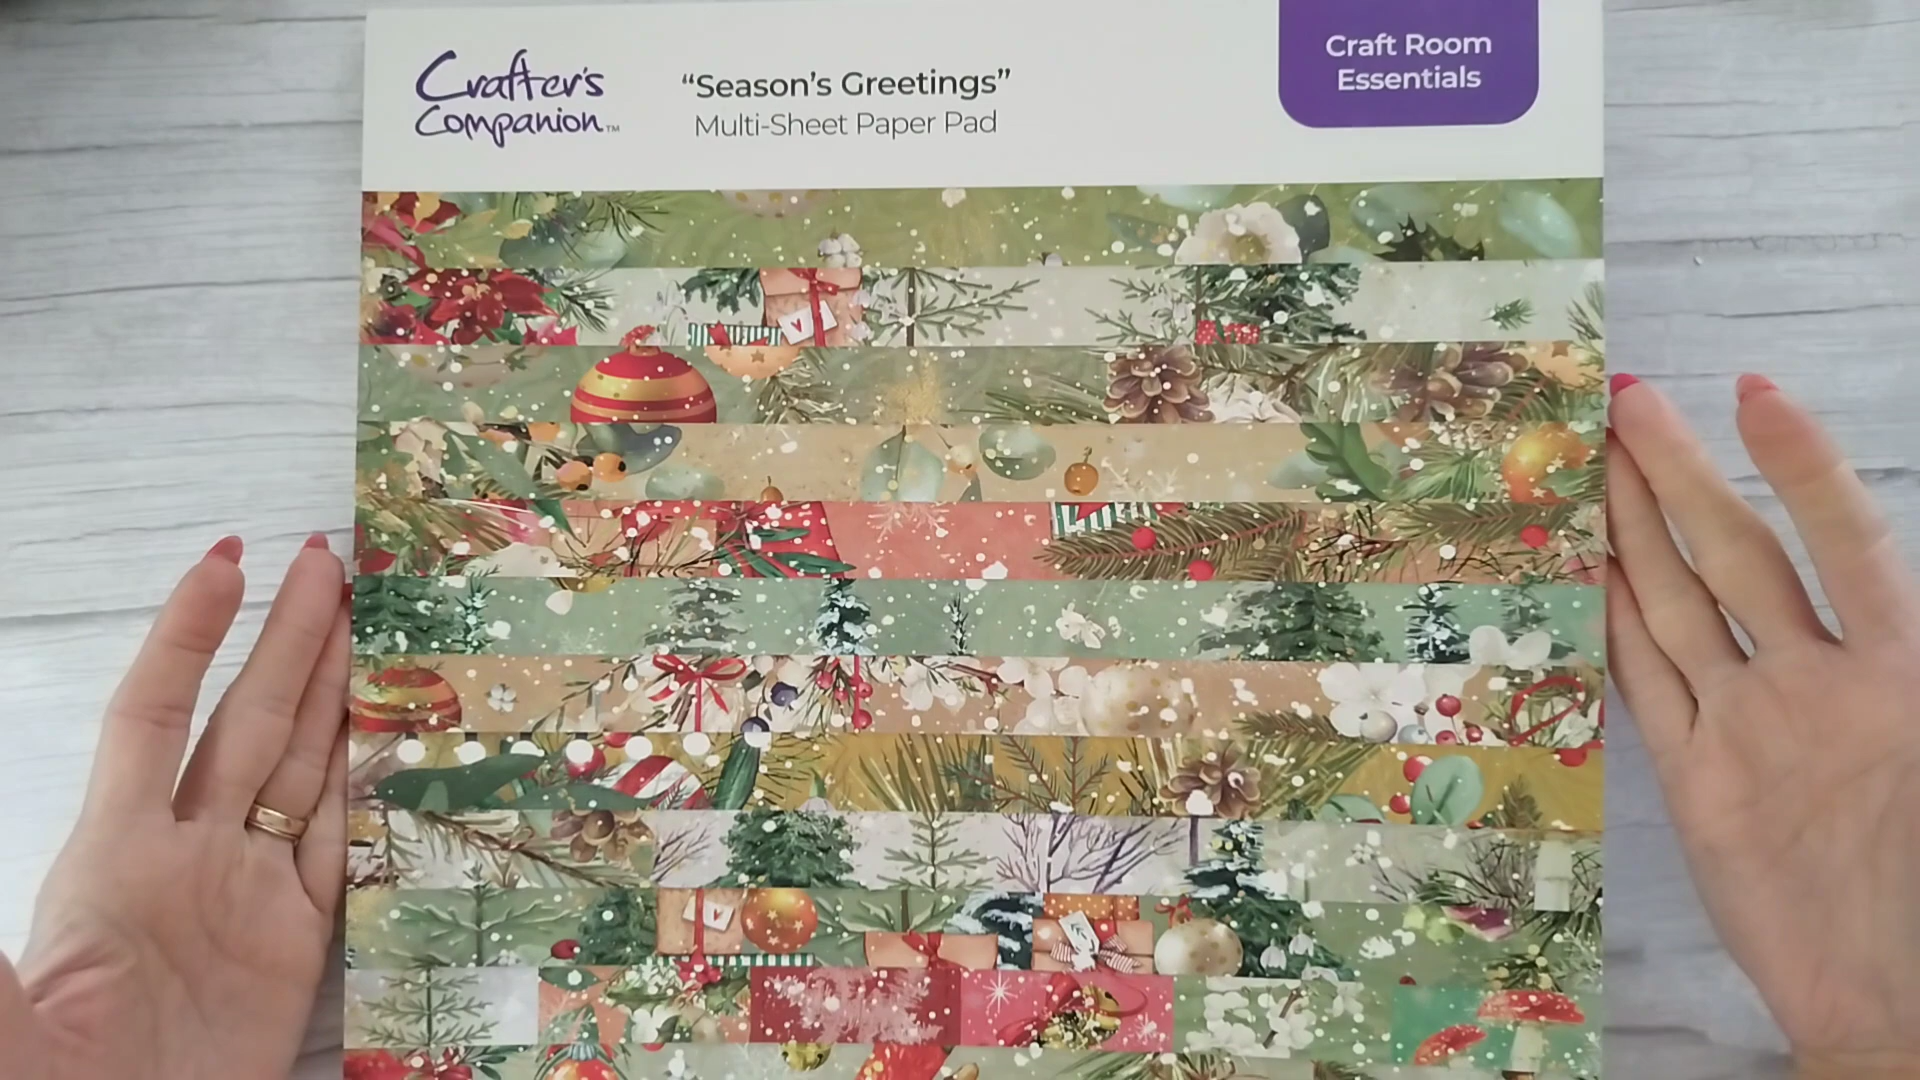 Crafter's
Companion™
“Season’s Greetings”
Multi-Sheet Paper Pad
Craft Room
Essentials